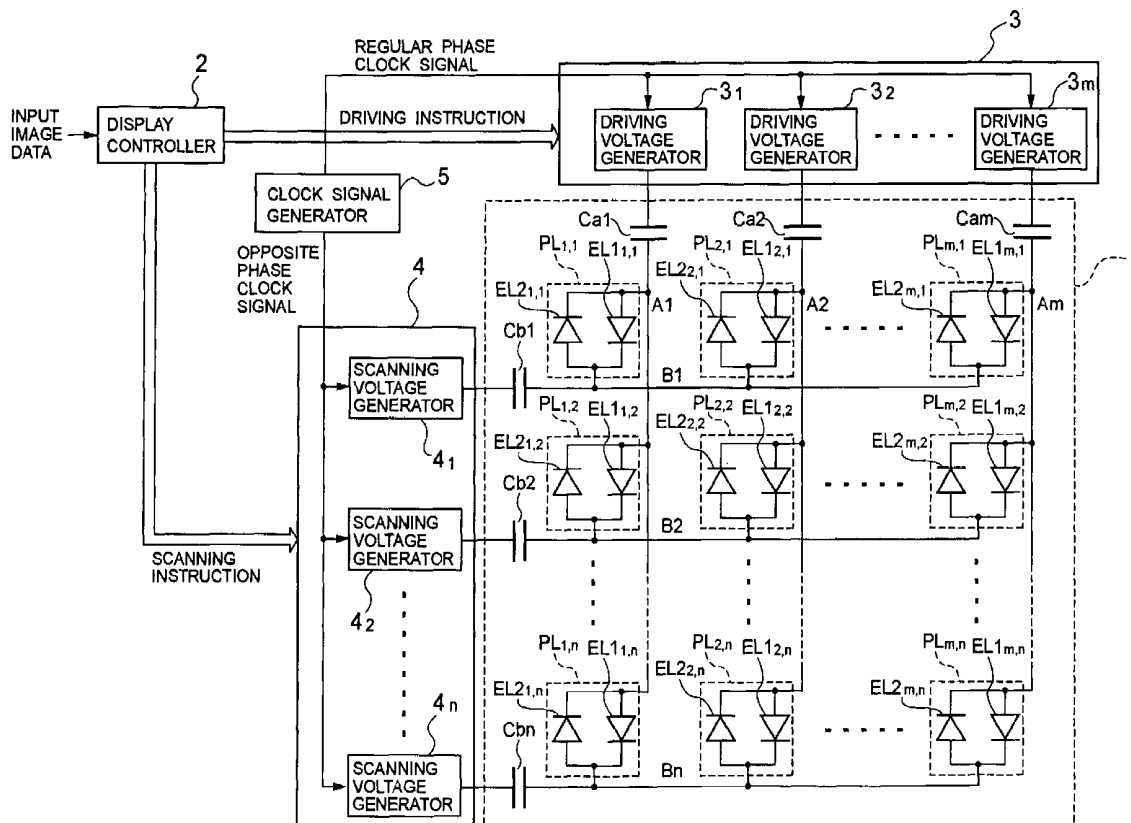 REGULAR PHASE
CLOCK SIGNAL
3
2
INPUT
IMAGE
DATA
DISPLAY
CONTROLLER
DRIVING INSTRUCTION
DRIVING
VOLTAGE
GENERATOR
31
DRIVING
VOLTAGE
GENERATOR
32
DRIVING
VOLTAGE
GENERATOR
3m
5
CLOCK SIGNAL
GENERATOR
OPPOSITE
PHASE
CLOCK
SIGNAL
4
Ca1
Ca2
Cam
PL1,1
EL11,1
EL21,1
A1
PL2,1
EL12,1
EL22,1
A2
PLm,1
EL1m,1
EL2m,1
Am
Cb1
SCANNING
VOLTAGE
GENERATOR
41
B1
PL1,2
EL11,2
EL21,2
PL2,2
EL12,2
EL22,2
PLm,2
EL1m,2
EL2m,2
Cb2
SCANNING
VOLTAGE
GENERATOR
42
B2
SCANNING
INSTRUCTION
PL1,n
EL11,n
EL21,n
PL2,n
EL12,n
EL22,n
PLm,n
EL1m,n
EL2m,n
4n
Cbn
SCANNING
VOLTAGE
GENERATOR
Bn